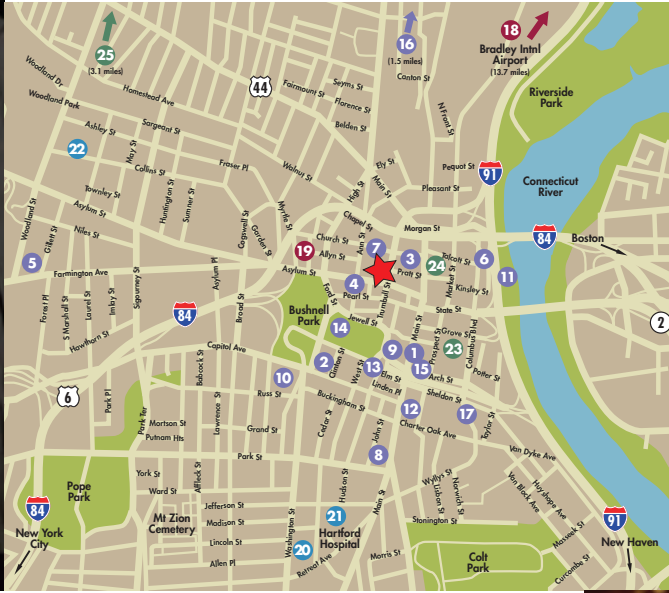 18
Bradley Intnl
Airport
(13.7 miles)
25
(3.1 miles)
16
(1.5 miles)
Canton St
Woodland Dr
Woodland Park
Homestead Ave
44
Fairmount St
Seyms St
Florence St
Belden St
N Front St
Riverside
Park
Ashley St
Sargeant St
May St
22
Collins St
Fraser Pl
Walnut St
Ely St
Main St
High St
Pequot St
Pleasant St
91
Connecticut
River
Townley St
Asylum St
Huntington St
Sumner St
Cogswell St
Garden St
Myrtle St
Chapel St
Morgan St
84
Boston
Woodland St
Gillett St
Niles St
Church St
Allyn St
Ann St
7
3
Talcott St
6
19
5
Farmington Ave
Asylum Pl
Asylum St
Pratt St
24
Market St
Kinsley St
11
4
Pearl St
Trumbull St
Ford St
Forest Pl
S Marshall St
Laurel St
Imlay St
Sigourney St
Broad St
84
Bushnell
Park
14
Jewell St
State St
2
Hawthorn St
Capitol Ave
Main St
Prospect St
Grove St
Columbus Blvd
23
9
1
2
Clinton St
West St
13
Elm St
15
Arch St
Potter St
6
Park Pl
Babcock St
10
Russ St
Linden Pl
Sheldon St
Park Ter
Lawrence St
Buckingham St
12
17
Taylor St
Charter Oak Ave
Mortson St
Putnam Hts
Grand St
Cedar St
John St
Van Dyke Ave
Park St
8
York St
Ward St
Affleck St
Hudson St
Main St
Wyllys St
Lisbon St
Norwich St
Van Block Ave
Huyshope Ave
Pope
Park
84
New York
City
Mt Zion
Cemetery
Jefferson St
Madison St
Lincoln St
Allen Pl
Washington St
21
Hartford
Hospital
20
Retreat Ave
Morris St
Stonington St
Colt
Park
Masseek St
91
New Haven
Curcombe St